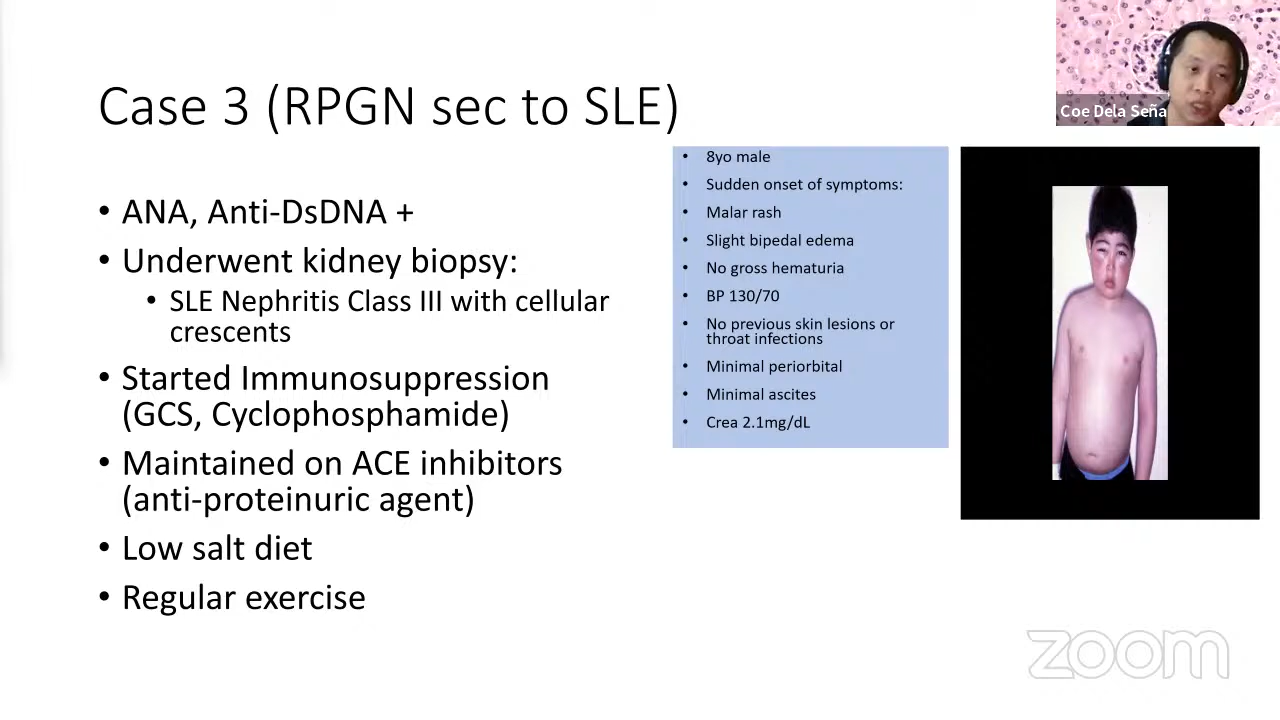 Case 3 (RPGN sec to SLE)
• ANA, Anti-DsDNA +
• Underwent kidney biopsy:
• SLE Nephritis Class III with cellular
crescents
• Started Immunosuppression
(GCS, Cyclophosphamide)
• Maintained on ACE inhibitors
(anti-proteinuric agent)
• Low salt diet
• Regular exercise
• 8yo male
• Sudden onset of symptoms:
• Malar rash
• Slight bipedal edema
• No gross hematuria
• BP 130/70
• No previous skin lesions or
throat infections
• Minimal periorbital
• Minimal ascites
• Crea 2.1mg/dL
Coe Dela Seña
zoom